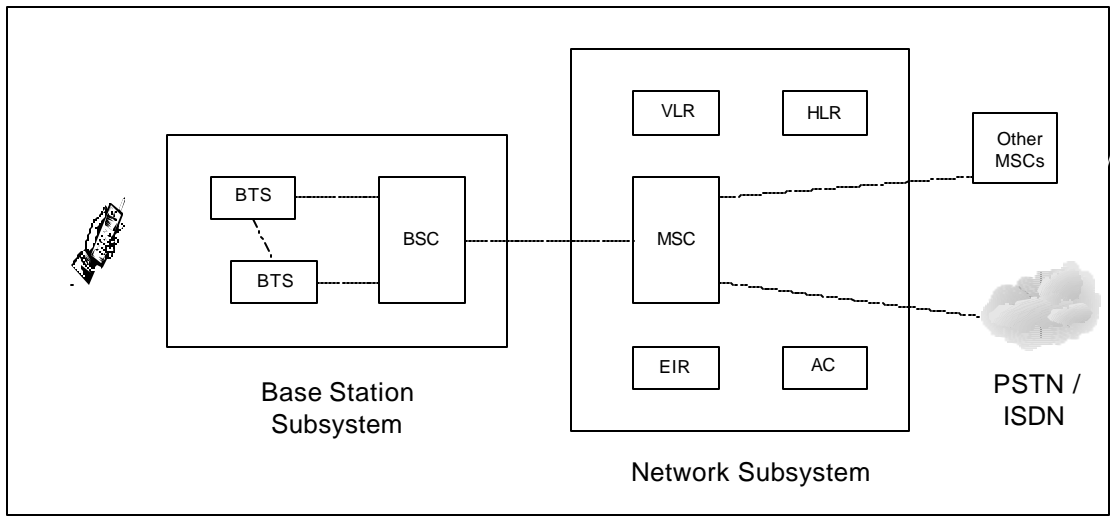 VLR
HLR
Other
MSCs
BTS
BSC
MSC
BTS
EIR
AC
Base Station
Subsystem
PSTN /
ISDN
Network Subsystem